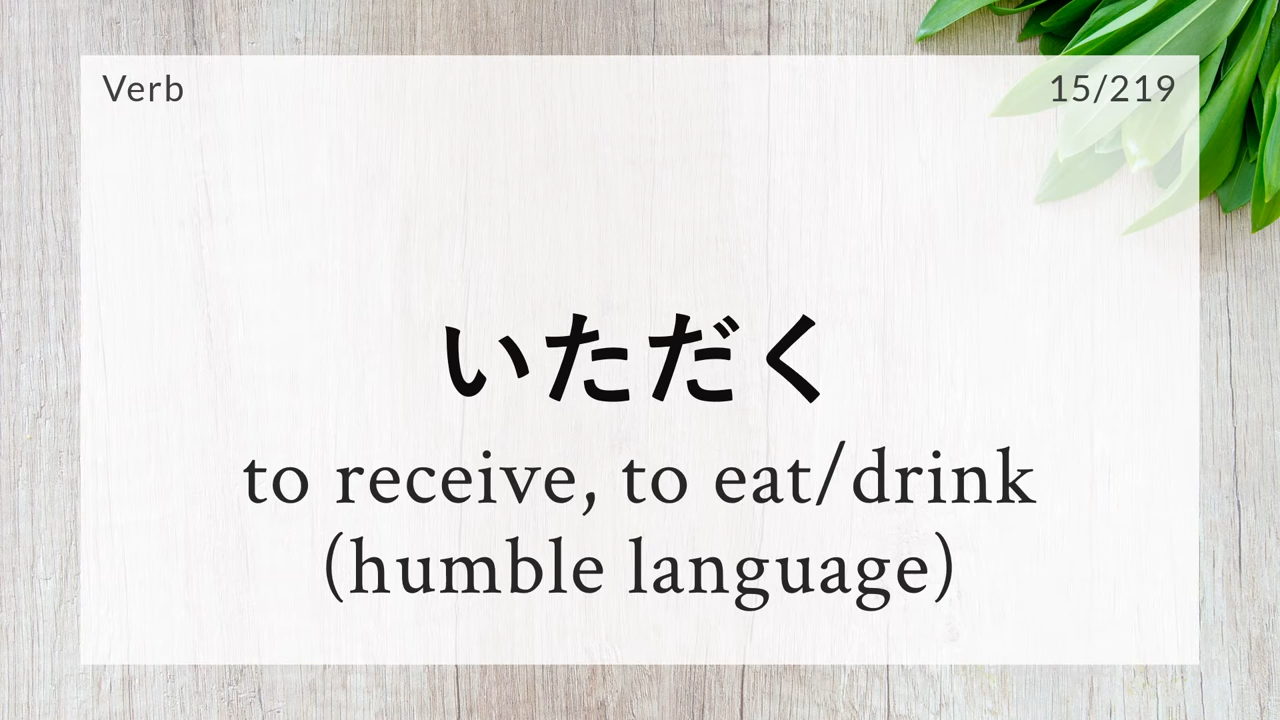 Verb
15/219
いただく
to receive, to eat/drink
(humble language)